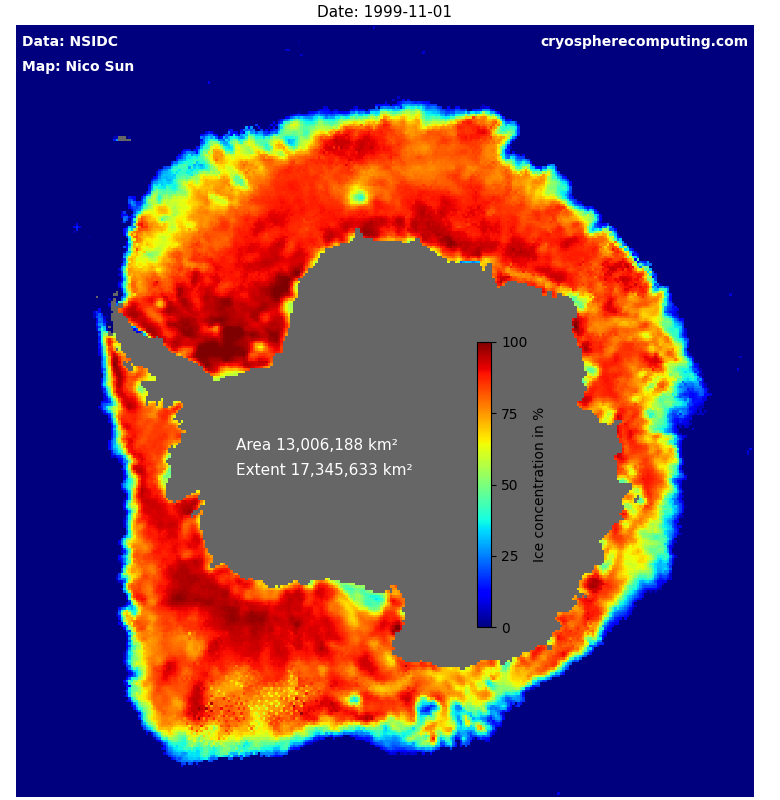 Date: 1999-11-01
Data: NSIDC
cryospherecomputing.com
Map: Nico Sun
100
75
50
25
0
Ice concentration in %
Area 13,006,188 km²
Extent 17,345,633 km²